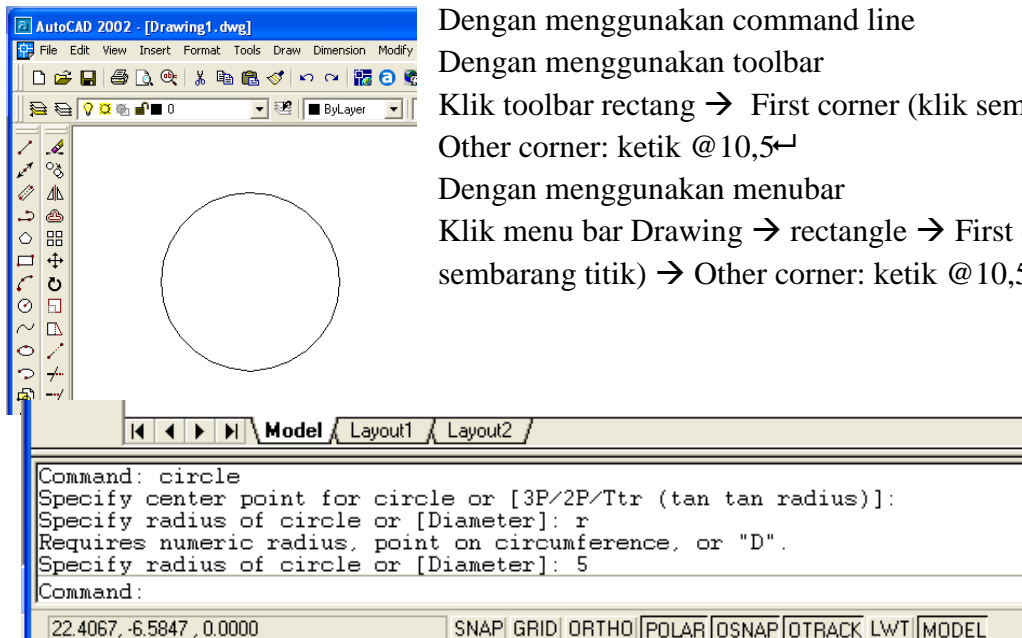 AutoCAD 2002 - [Drawing1.dwg]
File Edit View Insert Format Tools Draw Dimension Modify
0 ByLayer
Dengan menggunakan command line
Dengan menggunakan toolbar
Klik toolbar rectang → First corner (klik sem
Other corner: ketik @10,5↵
Dengan menggunakan menubar
Klik menu bar Drawing → rectangle → First
sembarang titik) → Other corner: ketik @10,5
Model Layout1 Layout2
Command: circle
Specify center point for circle or [3P/2P/Ttr (tan tan radius)]:
Specify radius of circle or [Diameter]: r
Requires numeric radius, point on circumference, or "D".
Specify radius of circle or [Diameter]: 5
Command:
22.4067, -6.5847 , 0.0000 SNAP GRID ORTHO POLAR OSNAP OTRACK LWT MODEL